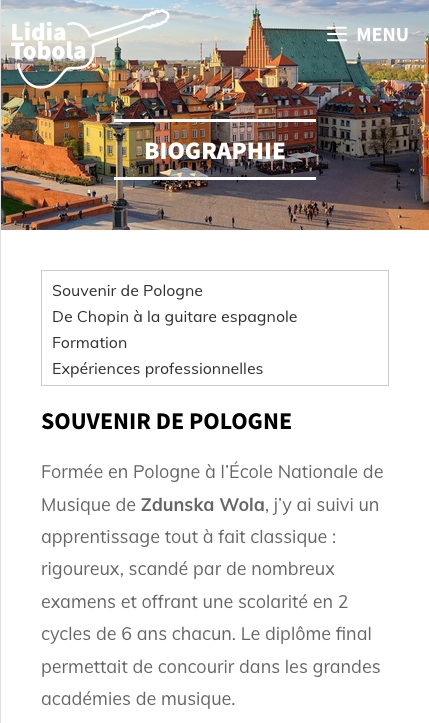 Lidia
Tobola
MENU
BIOGRAPHIE
Souvenir de Pologne
De Chopin à la guitare espagnole
Formation
Expériences professionnelles
SOUVENIR DE POLOGNE
Formée en Pologne à l’École Nationale de
Musique de Zdunska Wola, j’y ai suivi un
apprentissage tout à fait classique :
rigoureux, scandé par de nombreux
examens et offrant une scolarité en 2
cycles de 6 ans chacun. Le diplôme final
permettait de concourir dans les grandes
académies de musique.